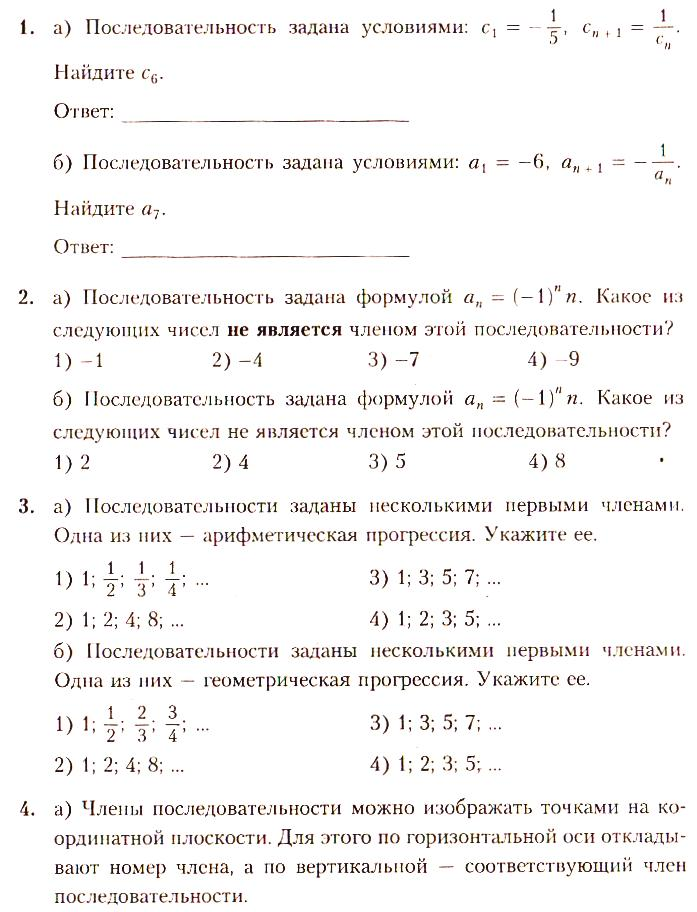 1. а) Последовательность задана условиями: c₁ = −1/5, cₙ₊₁ = 1/cₙ.
Найдите c₆.
Ответ: ____________________
б) Последовательность задана условиями: a₁ = −6, aₙ₊₁ = −1/aₙ.
Найдите a₇.
Ответ: ____________________
2. а) Последовательность задана формулой aₙ = (−1)ⁿ n. Какое из
следующих чисел не является членом этой последовательности?
1) −1 2) −4 3) −7 4) −9
б) Последовательность задана формулой aₙ = (−1)ⁿ n. Какое из
следующих чисел не является членом этой последовательности?
1) 2 2) 4 3) 5 4) 8
3. а) Последовательности заданы несколькими первыми членами.
Одна из них — арифметическая прогрессия. Укажите ее.
1) 1; 1/2; 1/3; 1/4; ... 3) 1; 3; 5; 7; ...
2) 1; 2; 4; 8; ... 4) 1; 2; 3; 5; ...
б) Последовательности заданы несколькими первыми членами.
Одна из них — геометрическая прогрессия. Укажите ее.
1) 1; 1/2; 2/3; 3/4; ... 3) 1; 3; 5; 7; ...
2) 1; 2; 4; 8; ... 4) 1; 2; 3; 5; ...
4. а) Члены последовательности можно изображать точками на ко-
ординатной плоскости. Для этого по горизонтальной оси отклады-
вают номер члена, а по вертикальной — соответствующий член
последовательности.